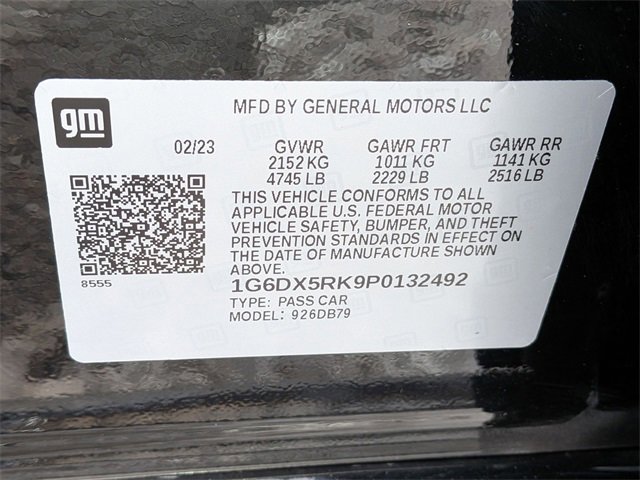 gm
MFD BY GENERAL MOTORS LLC
02/23 GVWR GAWR FRT GAWR RR
2152 KG 1011 KG 1141 KG
4745 LB 2229 LB 2516 LB
THIS VEHICLE CONFORMS TO ALL
APPLICABLE U.S. FEDERAL MOTOR
VEHICLE SAFETY, BUMPER, AND THEFT
PREVENTION STANDARDS IN EFFECT ON
THE DATE OF MANUFACTURE SHOWN
ABOVE.
8555
1G6DX5RK9P0132492
TYPE: PASS CAR
MODEL: 926DB79